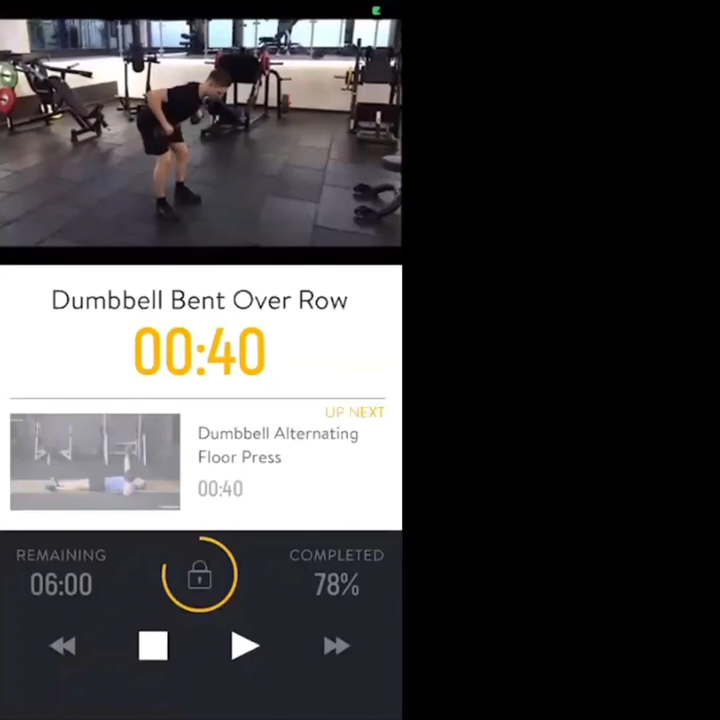 Dumbbell Bent Over Row
00:40
UP NEXT
Dumbbell Alternating
Floor Press
00:40
REMAINING
COMPLETED
06:00
78%